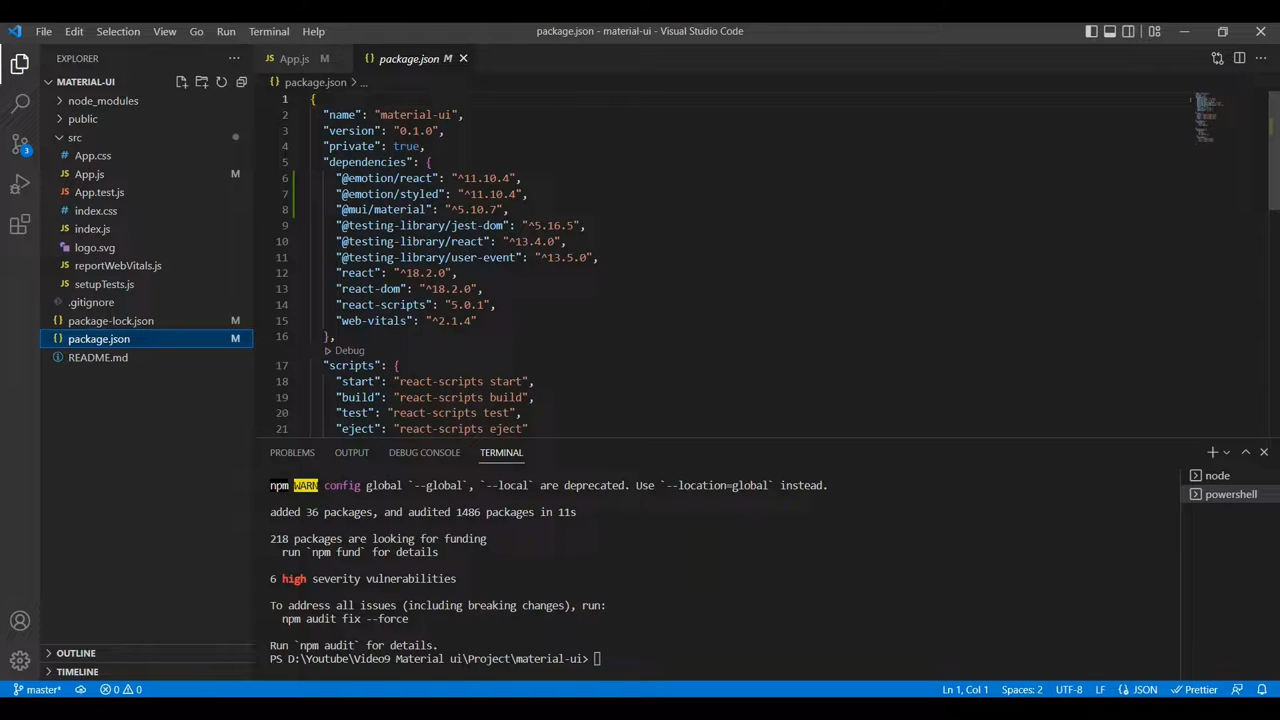 File Edit Selection View Go Run Terminal Help
package.json - material-ui - Visual Studio Code
EXPLORER
MATERIAL-UI
node_modules
public
src
App.css
App.js M
App.test.js
index.css
index.js
logo.svg
reportWebVitals.js
setupTests.js
.gitignore
package-lock.json M
package.json M
README.md
OUTLINE
TIMELINE
3
JS App.js M
{} package.json M
{} package.json > ...
1 {
2 "name": "material-ui",
3 "version": "0.1.0",
4 "private": true,
5 "dependencies": {
6 "@emotion/react": "^11.10.4",
7 "@emotion/styled": "^11.10.4",
8 "@mui/material": "^5.10.7",
9 "@testing-library/jest-dom": "^5.16.5",
10 "@testing-library/react": "^13.4.0",
11 "@testing-library/user-event": "^13.5.0",
12 "react": "^18.2.0",
13 "react-dom": "^18.2.0",
14 "react-scripts": "5.0.1",
15 "web-vitals": "^2.1.4"
16 },
Debug
17 "scripts": {
18 "start": "react-scripts start",
19 "build": "react-scripts build",
20 "test": "react-scripts test",
21 "eject": "react-scripts eject"
PROBLEMS OUTPUT DEBUG CONSOLE TERMINAL
npm WARN config global `--global`, `--local` are deprecated. Use `--location=global` instead.
added 36 packages, and audited 1486 packages in 11s
218 packages are looking for funding
run `npm fund` for details
6 high severity vulnerabilities
To address all issues (including breaking changes), run:
npm audit fix --force
Run `npm audit` for details.
PS D:\Youtube\Video9 Material ui\Project\material-ui>
node
powershell
master* 0 0
Ln 1, Col 1 Spaces: 2 UTF-8 LF {} JSON Prettier